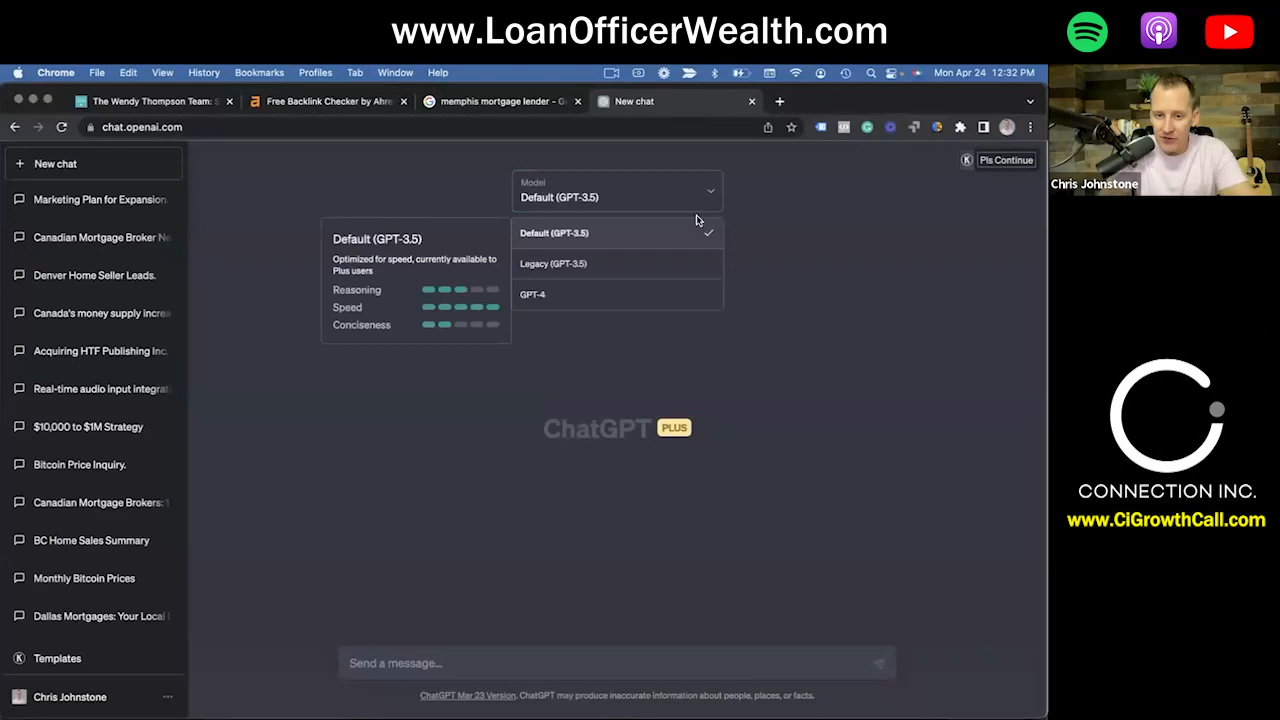 www.LoanOfficerWealth.com
Chrome File Edit View History Bookmarks Profiles Tab Window Help Mon Apr 24 12:32 PM
The Wendy Thompson Team: Free Backlink Checker by Ahre memphis mortgage lender - G New chat
chat.openai.com
New chat
Pls Continue
Chris Johnstone
Model
Default (GPT-3.5)
Default (GPT-3.5)
Legacy (GPT-3.5)
GPT-4
Default (GPT-3.5)
Optimized for speed, currently available to
Plus users
Reasoning
Speed
Conciseness
Marketing Plan for Expansion.
Canadian Mortgage Broker Ne
Denver Home Seller Leads.
Canada's money supply increa
Acquiring HTF Publishing Inc.
Real-time audio input integrat
$10,000 to $1M Strategy
Bitcoin Price Inquiry.
Canadian Mortgage Brokers: 1
BC Home Sales Summary
Monthly Bitcoin Prices
Dallas Mortgages: Your Local
Templates
Chris Johnstone
ChatGPT PLUS
Send a message...
ChatGPT Mar 23 Version. ChatGPT may produce inaccurate information about people, places, or facts.
CONNECTION INC.
www.CiGrowthCall.com